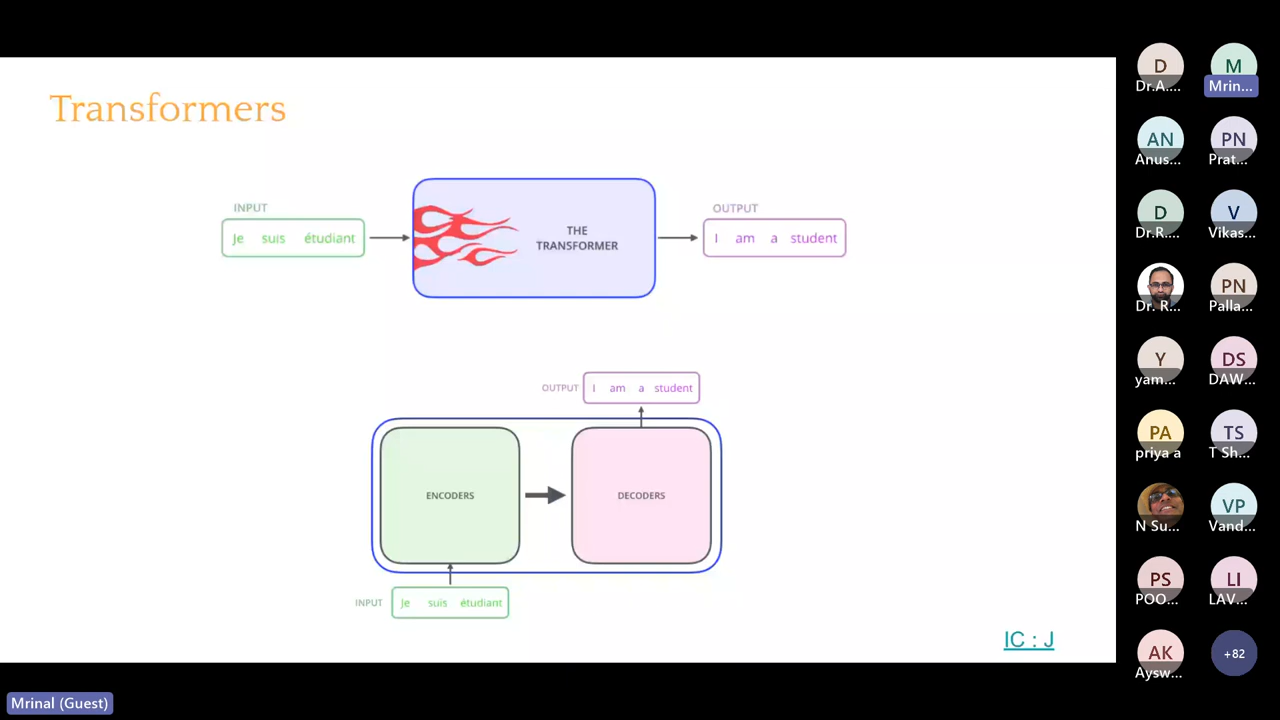 Transformers
INPUT
Je suis étudiant
THE
TRANSFORMER
OUTPUT
I am a student
OUTPUT
I am a student
ENCODERS
DECODERS
INPUT
Je suis étudiant
IC : J
D
Dr.A....
M
Mrin...
AN
Anus...
PN
Prat...
D
Dr.R...
V
Vikas...
Dr. R...
PN
Palla...
Y
yam...
DS
DAW...
PA
priya a
TS
T Sh...
N Su...
VP
Vand...
PS
POO...
LI
LAV...
AK
Aysw...
+82
Mrinal (Guest)